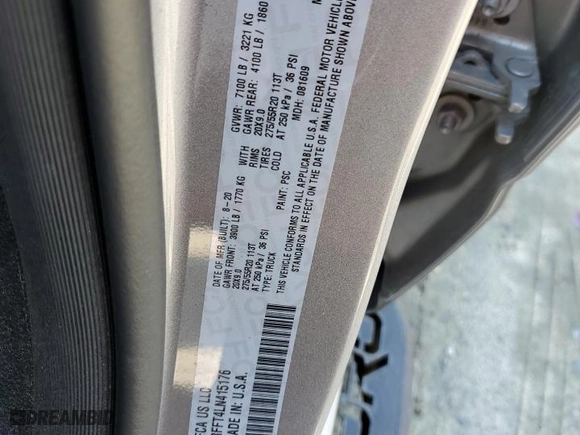 FCA US LLC
FFT4LN415176
MADE IN: U.S.A.
DATE OF MFR (BUILT): 8-20
GVWR: 7100 LB / 3221 KG
GAWR FRONT: 3900 LB / 1770 KG
GAWR REAR: 4100 LB / 1860
20X9.0
WITH RIMS
20X9.0
275/55R20 113T
TIRES
275/55R20 113T
AT 250 kPa / 36 PSI
COLD
AT 250 kPa / 36 PSI
TYPE: TRUCK
PAINT: PSC
MDH: 081609
THIS VEHICLE CONFORMS TO ALL APPLICABLE U.S.A. FEDERAL MOTOR VEHICLE
STANDARDS IN EFFECT ON THE DATE OF MANUFACTURE SHOWN ABOVE
DREAMBID